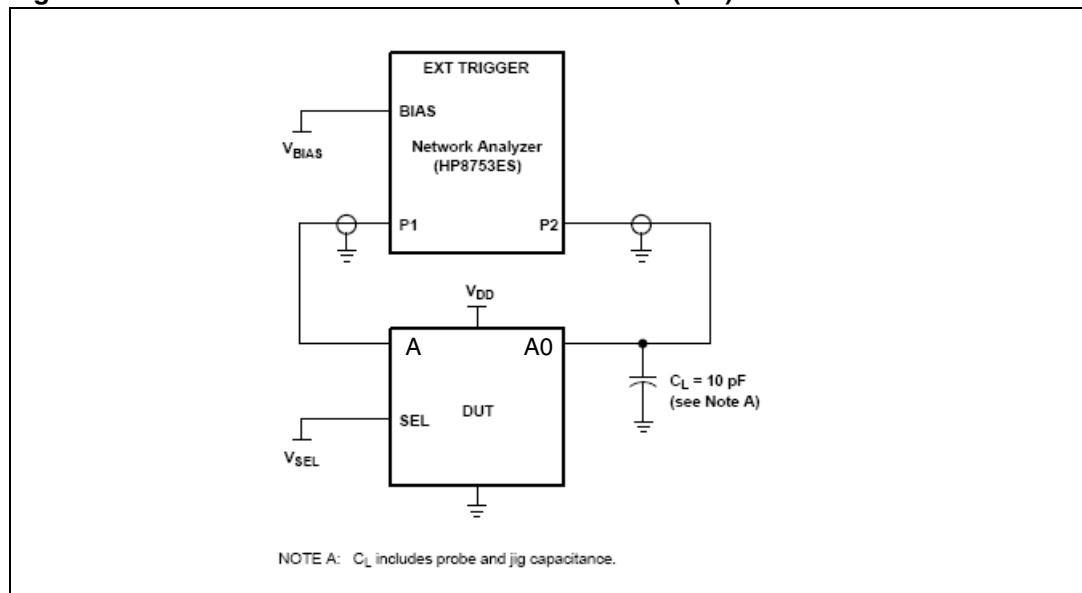 EXT TRIGGER
BIAS
VBIAS
Network Analyzer
(HP8753ES)
P1
P2
VDD
A
A0
CL = 10 pF
(see Note A)
DUT
SEL
VSEL
NOTE A: CL includes probe and jig capacitance.